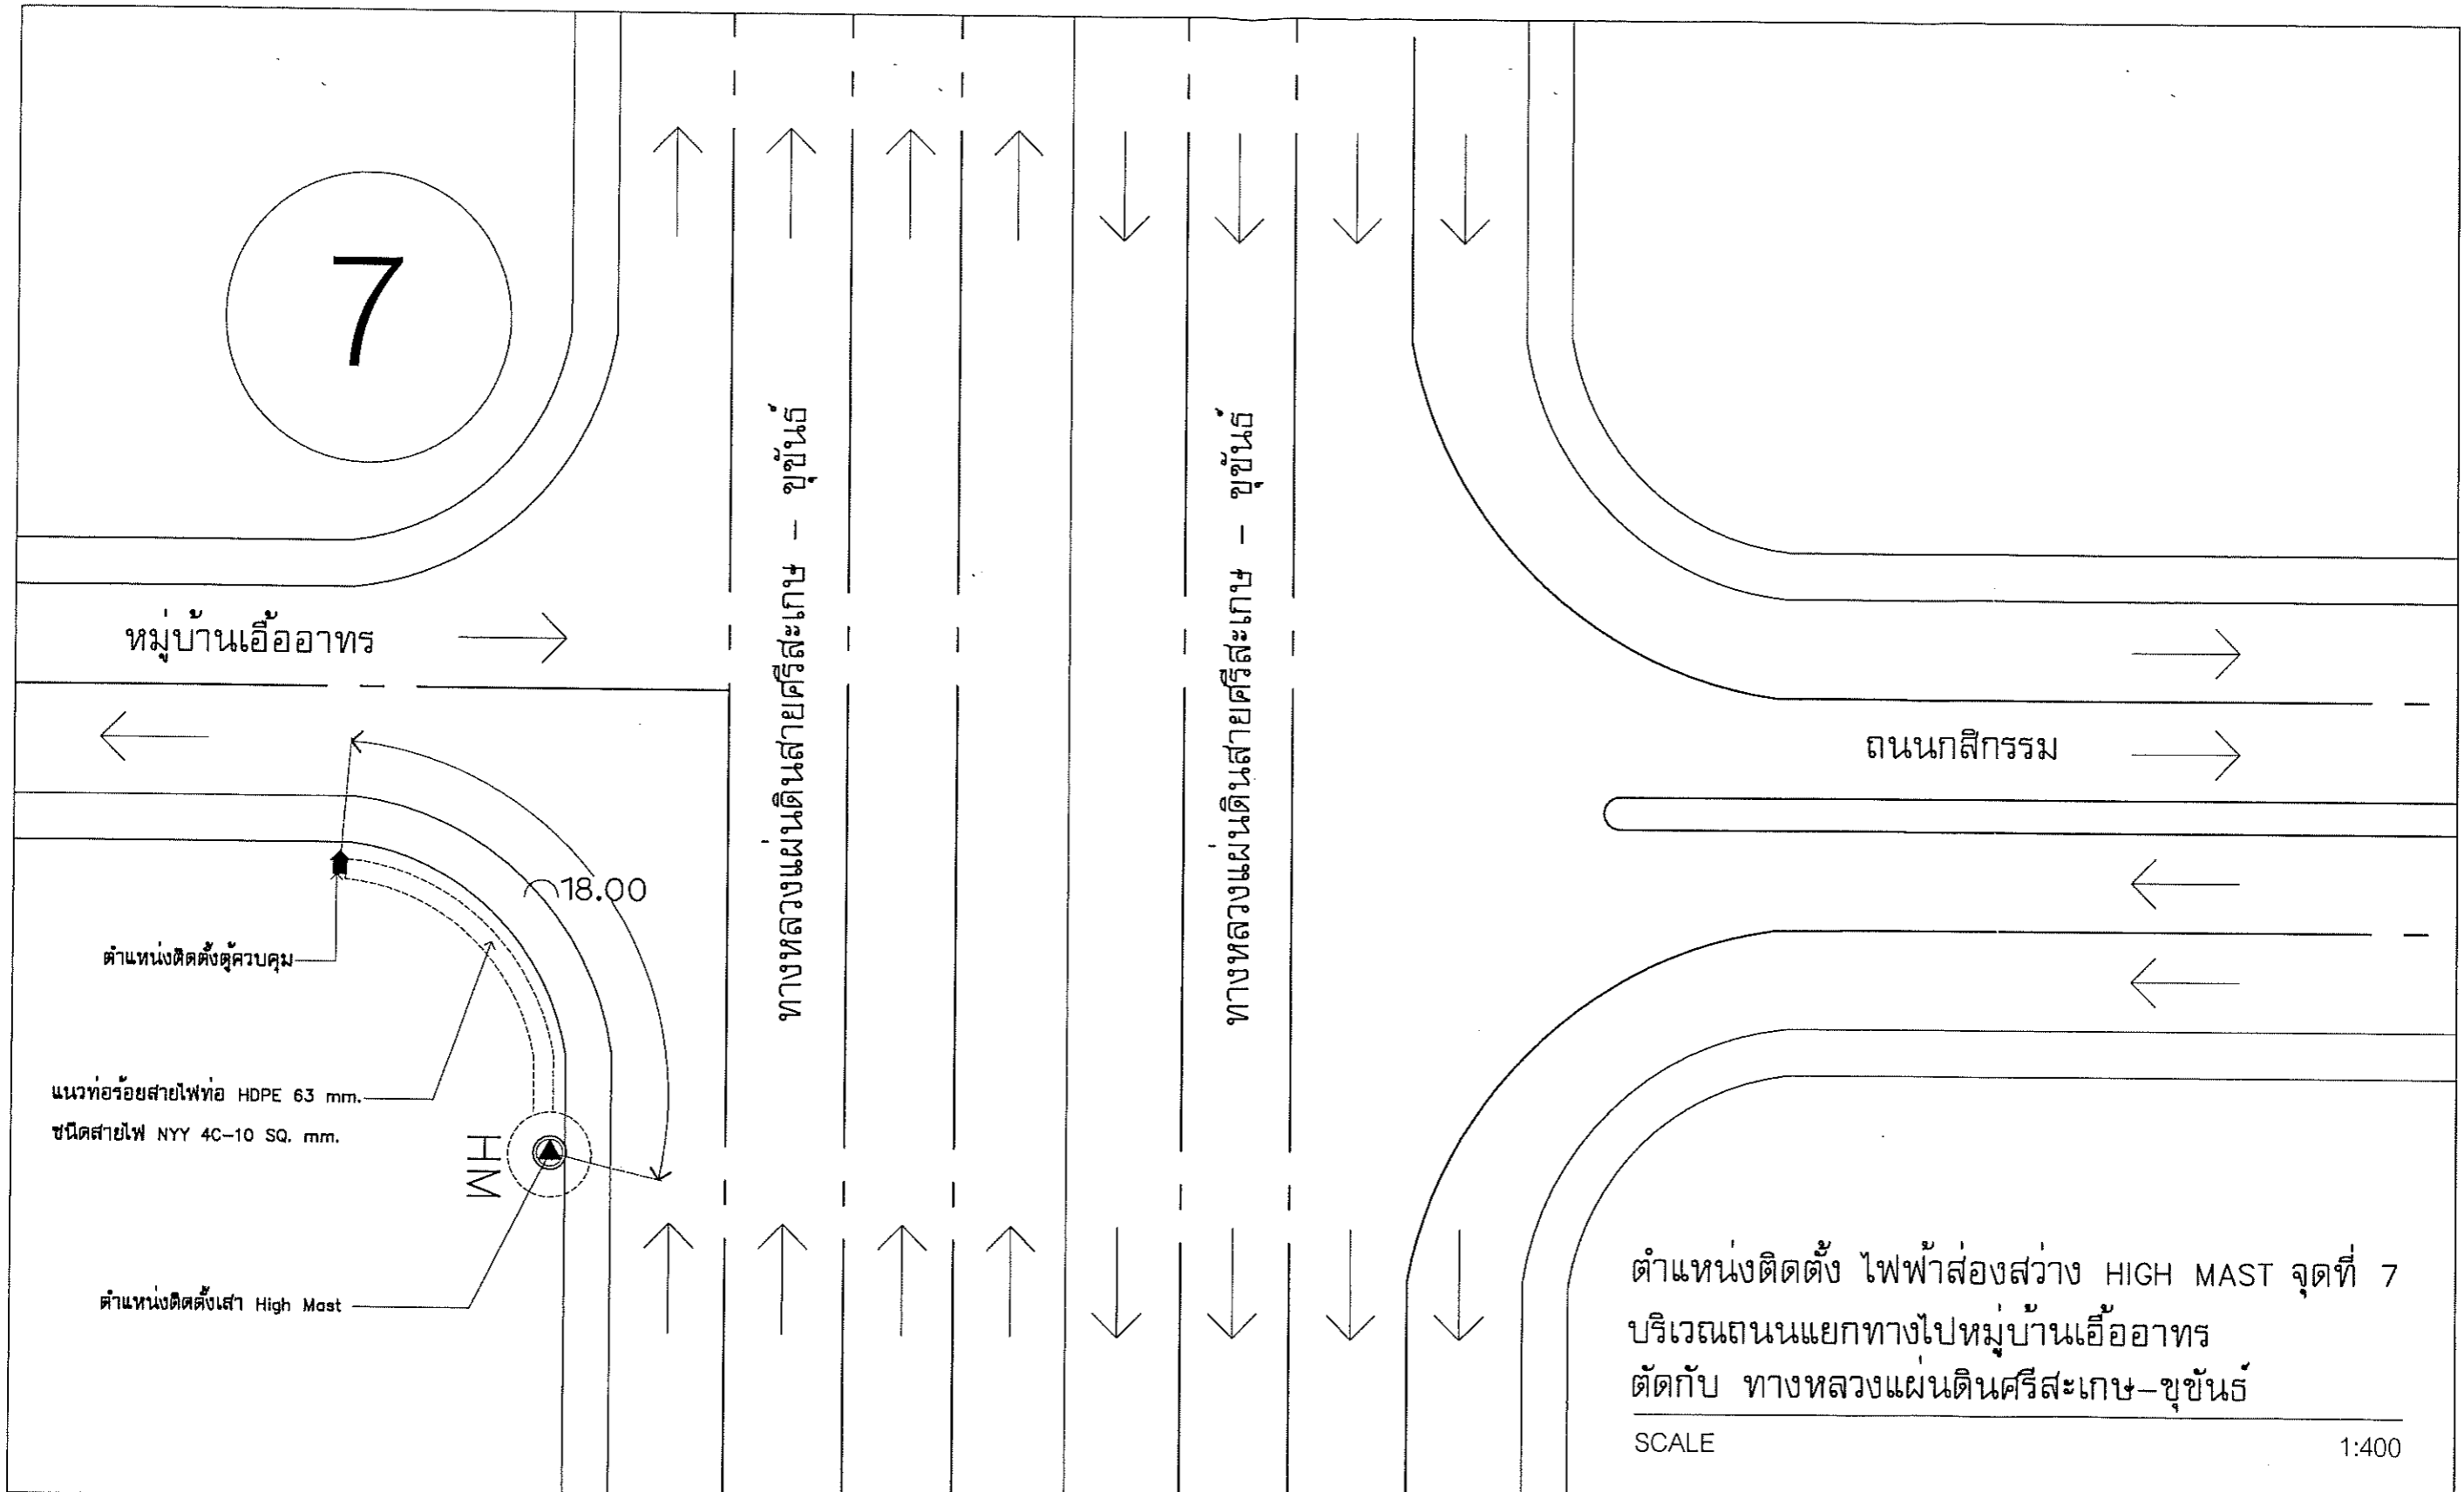 7
ทางหลวงแผ่นดินสายศรีสะเกษ - ขุขันธ์
ทางหลวงแผ่นดินสายศรีสะเกษ - ขุขันธ์
หมู่บ้านเอื้ออาทร
ถนนกสิกรรม
18.00
ตำแหน่งติดตั้งตู้ควบคุม
แนวท่อร้อยสายไฟท่อ HDPE 63 mm.
ชนิดสายไฟ NYY 4C-10 SQ. mm.
HM
ตำแหน่งติดตั้งเสา High Mast
ตำแหน่งติดตั้ง ไฟฟ้าส่องสว่าง HIGH MAST จุดที่ 7
บริเวณถนนแยกทางไปหมู่บ้านเอื้ออาทร
ตัดกับ ทางหลวงแผ่นดินศรีสะเกษ-ขุขันธ์
SCALE 1:400